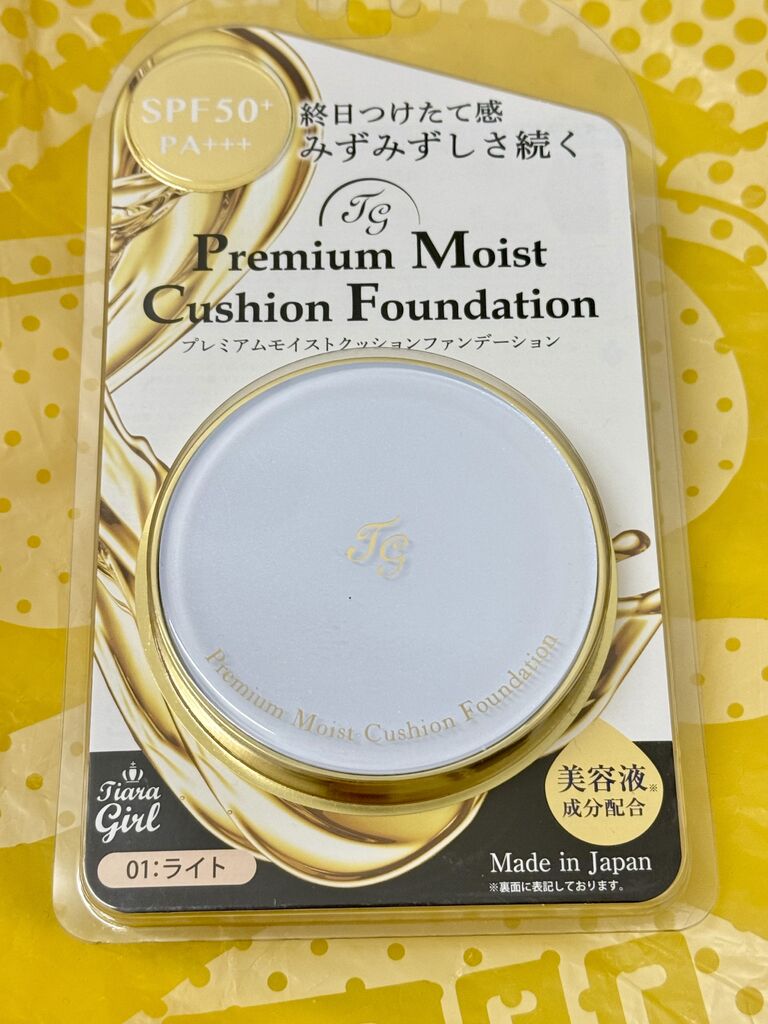 SPF50+
PA+++
終日つけたて感
みずみずしさ続く
TG
Premium Moist
Cushion Foundation
プレミアムモイストクッションファンデーション
TG
Premium Moist Cushion Foundation
Tiara
Girl
01:ライト
美容液※
成分配合
Made in Japan
※裏面に表記しております。